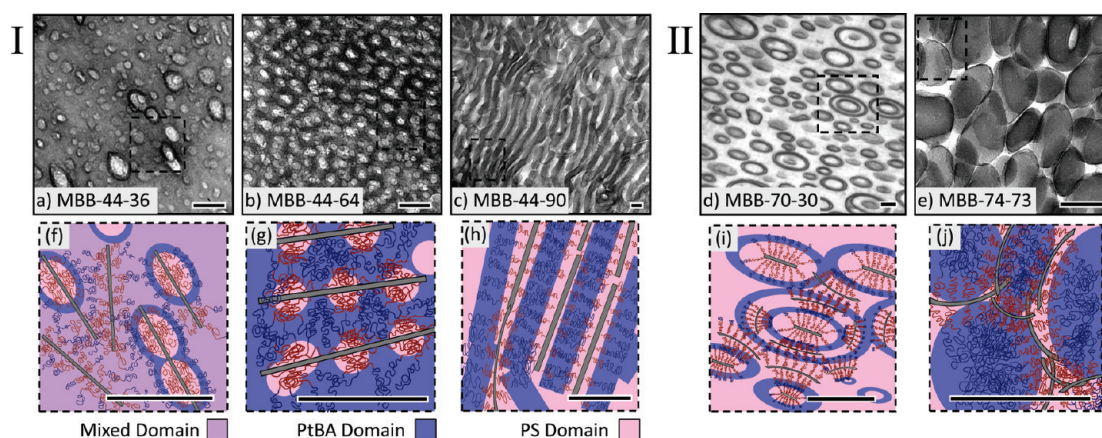 I
II
a) MBB-44-36
b) MBB-44-64
c) MBB-44-90
d) MBB-70-30
e) MBB-74-73
(f)
(g)
(h)
(i)
(j)
Mixed Domain
PtBA Domain
PS Domain